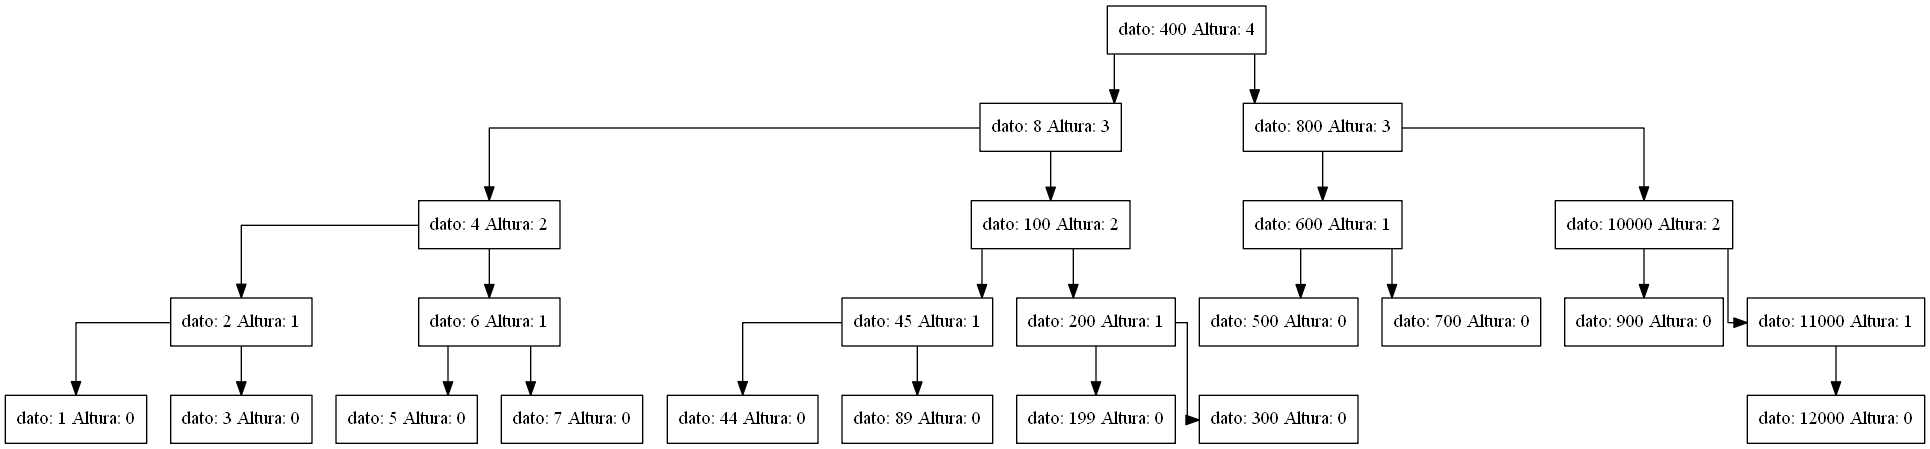 dato: 400 Altura: 4
dato: 8 Altura: 3
dato: 800 Altura: 3
dato: 4 Altura: 2
dato: 100 Altura: 2
dato: 600 Altura: 1
dato: 10000 Altura: 2
dato: 2 Altura: 1
dato: 6 Altura: 1
dato: 45 Altura: 1
dato: 200 Altura: 1
dato: 500 Altura: 0
dato: 700 Altura: 0
dato: 900 Altura: 0
dato: 11000 Altura: 1
dato: 1 Altura: 0
dato: 3 Altura: 0
dato: 5 Altura: 0
dato: 7 Altura: 0
dato: 44 Altura: 0
dato: 89 Altura: 0
dato: 199 Altura: 0
dato: 300 Altura: 0
dato: 12000 Altura: 0